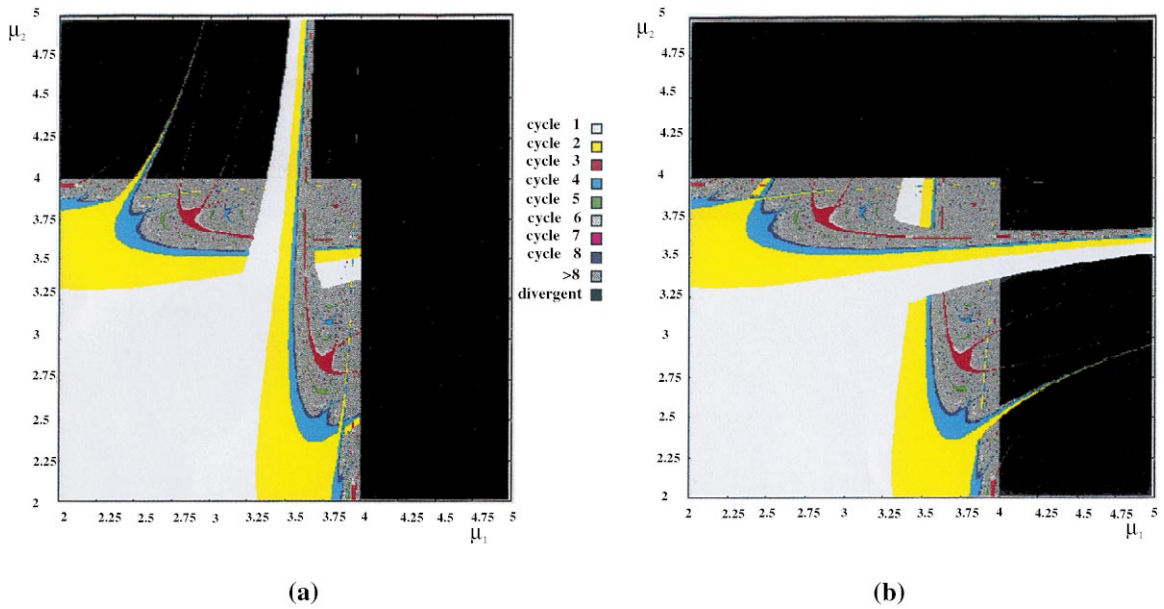 5
μ2
4.75
4.5
4.25
4
3.75
3.5
3.25
3
2.75
2.5
2.25
2
2 2.25 2.5 2.75 3 3.25 3.5 3.75 4 4.25 4.5 4.75 5
μ1
(a)
cycle 1
cycle 2
cycle 3
cycle 4
cycle 5
cycle 6
cycle 7
cycle 8
>8
divergent
5
μ2
4.75
4.5
4.25
4
3.75
3.5
3.25
3
2.75
2.5
2.25
2
2 2.25 2.5 2.75 3 3.25 3.5 3.75 4 4.25 4.5 4.75 5
μ1
(b)